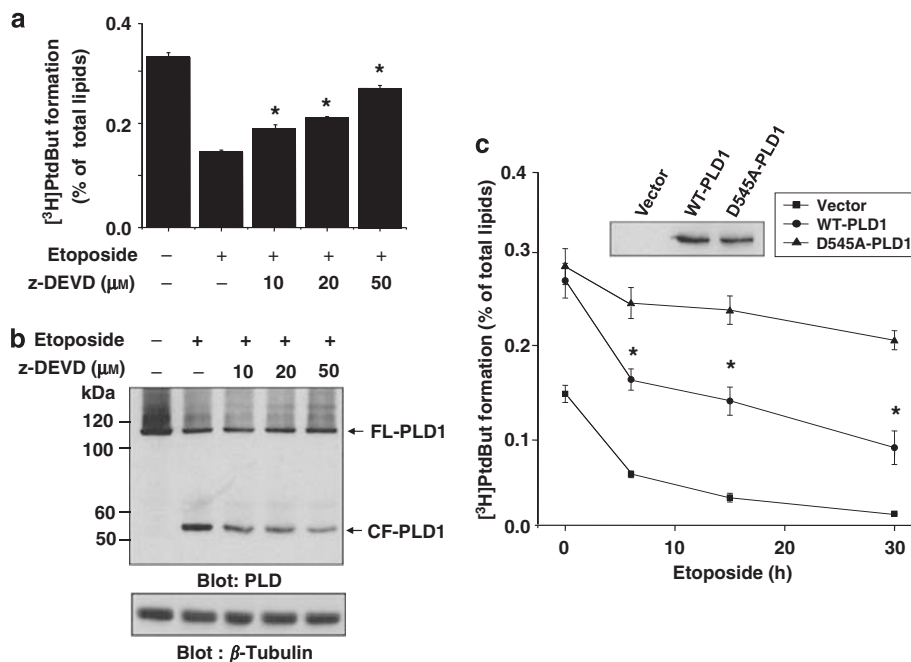 a
[³H]PtdBut formation
(% of total lipids)
0.4
0.2
0.0
* * *
Etoposide – + + + +
z-DEVD (μM) – – 10 20 50
b
Etoposide – + + + +
z-DEVD (μM) – – 10 20 50
kDa
120
100
60
50
← FL-PLD1
← CF-PLD1
Blot: PLD
Blot : β-Tubulin
c
[³H]PtdBut formation (% of total lipids)
Vector
WT-PLD1
D545A-PLD1
Vector
WT-PLD1
D545A-PLD1
0.3
0.2
0.1
0.0
* * *
0 10 20 30
Etoposide (h)